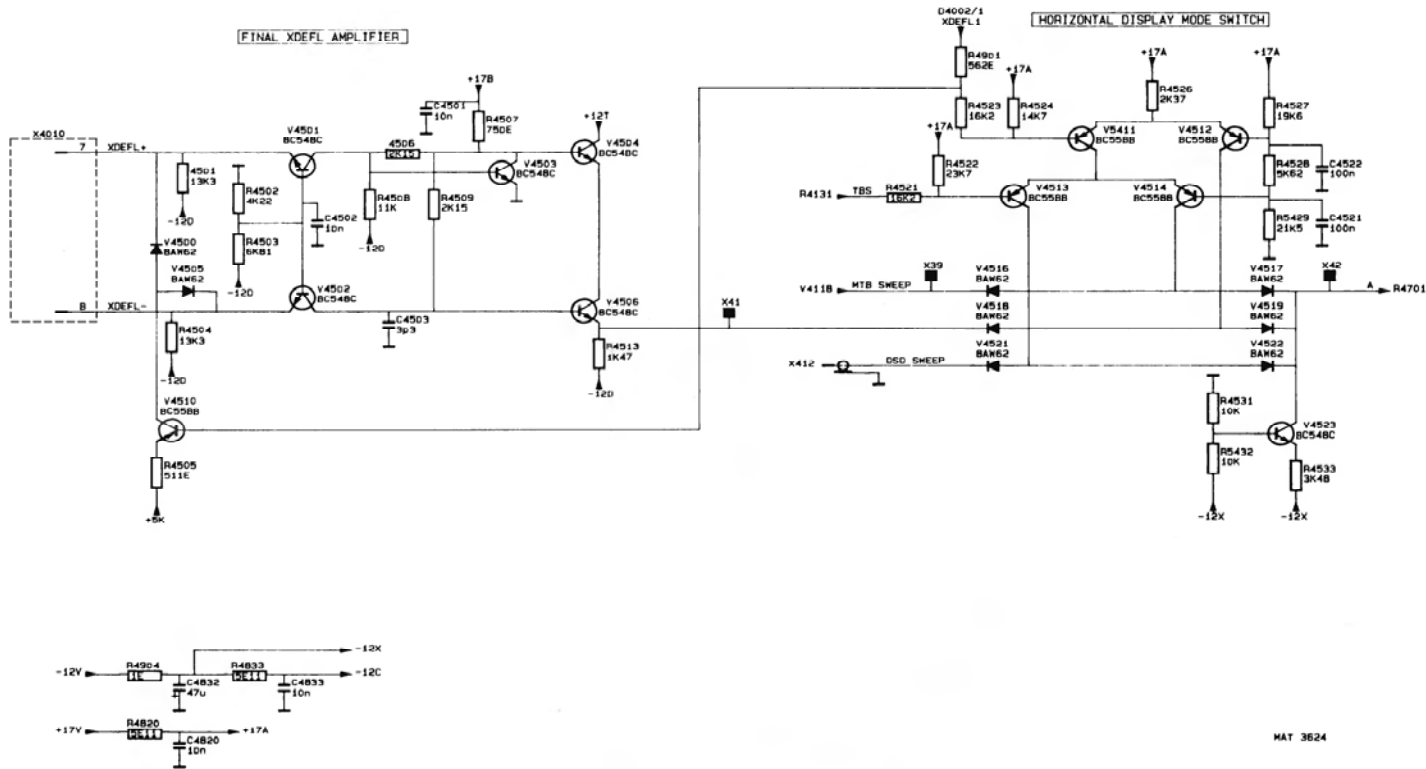 FINAL XDEFL AMPLIFIER
D4002/1
XDEFL1
HORIZONTAL DISPLAY MODE SWITCH
R4901
562E
+17A
+17A
+17A
R4526
2K37
+17B
C4501
10n
R4507
750E
R4523
16K2
R4524
14K7
R4527
19K6
X4010
7 XDEFL+
V4501
BC548C
4506
2K15
+12T
V4504
BC548C
V4503
BC548C
+17A
V5411
BC558B
V4512
BC558B
4501
13K3
-12D
R4502
4K22
C4502
10n
R4508
11K
-12D
R4509
2K15
R4522
23K7
R4528
5K62
C4522
100n
R4131
TBS
R4521
16K2
V4513
BC558B
V4514
BC558B
R5429
21K5
C4521
100n
V4500
BAW62
R4503
6K81
-12D
V4505
BAW62
V4502
BC548C
8 XDEFL-
V4118
MTB SWEEP
X39
V4516
BAW62
V4517
BAW62
X42
A
R4701
V4506
BC548C
X41
V4518
BAW62
V4519
BAW62
R4504
13K3
-12D
C4503
3p3
R4513
1K47
-12D
X412
DSO SWEEP
V4521
BAW62
V4522
BAW62
V4510
BC558B
R4505
511E
+5K
R4531
10K
V4523
BC548C
R5432
10K
R4533
3K48
-12X
-12X
-12X
-12V
R4904
1E
C4832
47u
R4833
5E11
C4833
10n
-12C
+17V
R4820
5E11
C4820
10n
+17A
MAT 3624